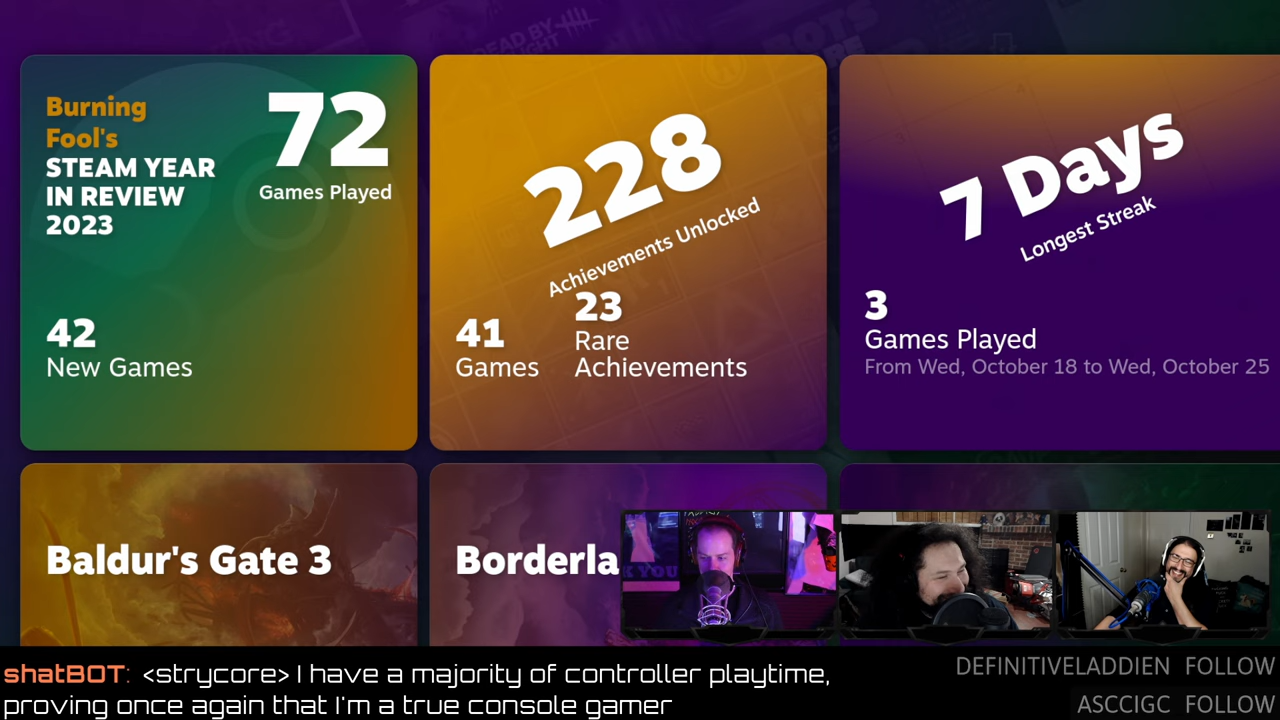 DEAD BY
Burning
Fool's
STEAM YEAR
IN REVIEW
2023
72
Games Played
42
New Games
228
Achievements Unlocked
41
Games
23
Rare
Achievements
7 Days
Longest Streak
3
Games Played
From Wed, October 18 to Wed, October 25
Baldur's Gate 3
Borderla
shatBOT: <strycore> I have a majority of controller playtime,
proving once again that I'm a true console gamer
DEFINITIVELADDIEN FOLLOW
ASCCIGC FOLLOW